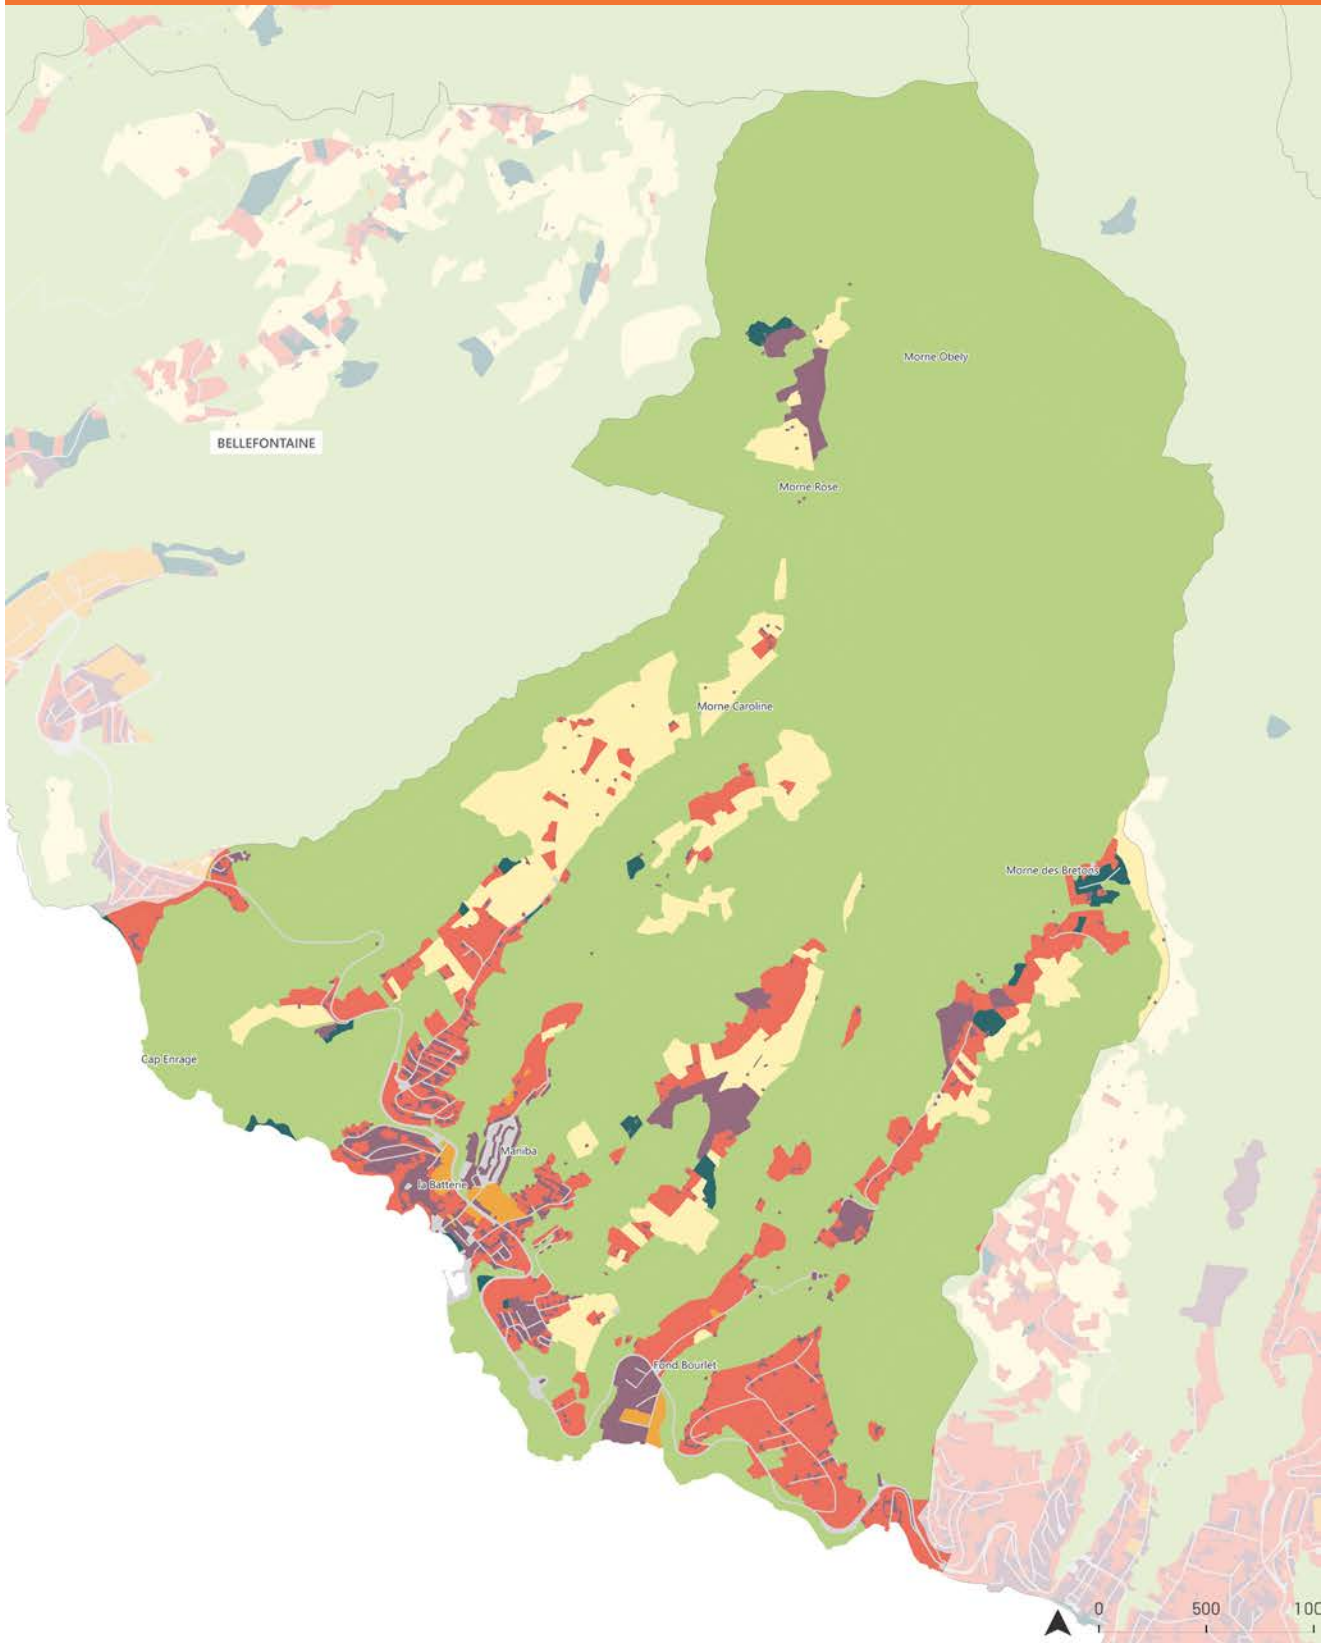 Morne Obely
BELLEFONTAINE
Morne Rose
Morne Caroline
Morne des Bretons
Cap Enragé
Maniba
la Batterie
Fond Bourlet
0 500 100